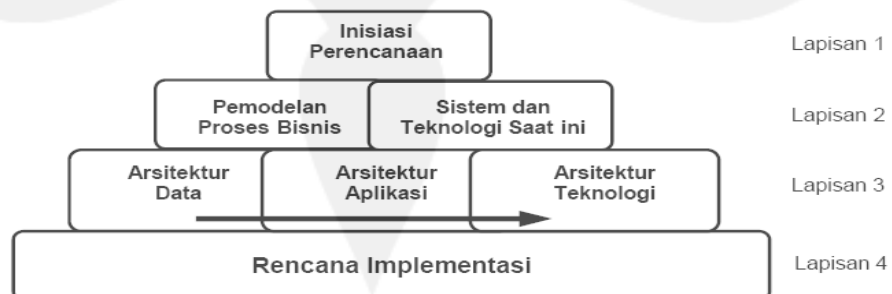 Inisiasi
Perencanaan
Lapisan 1
Pemodelan
Proses Bisnis
Sistem dan
Teknologi Saat ini
Lapisan 2
Arsitektur
Data
Arsitektur
Aplikasi
Arsitektur
Teknologi
Lapisan 3
Rencana Implementasi
Lapisan 4